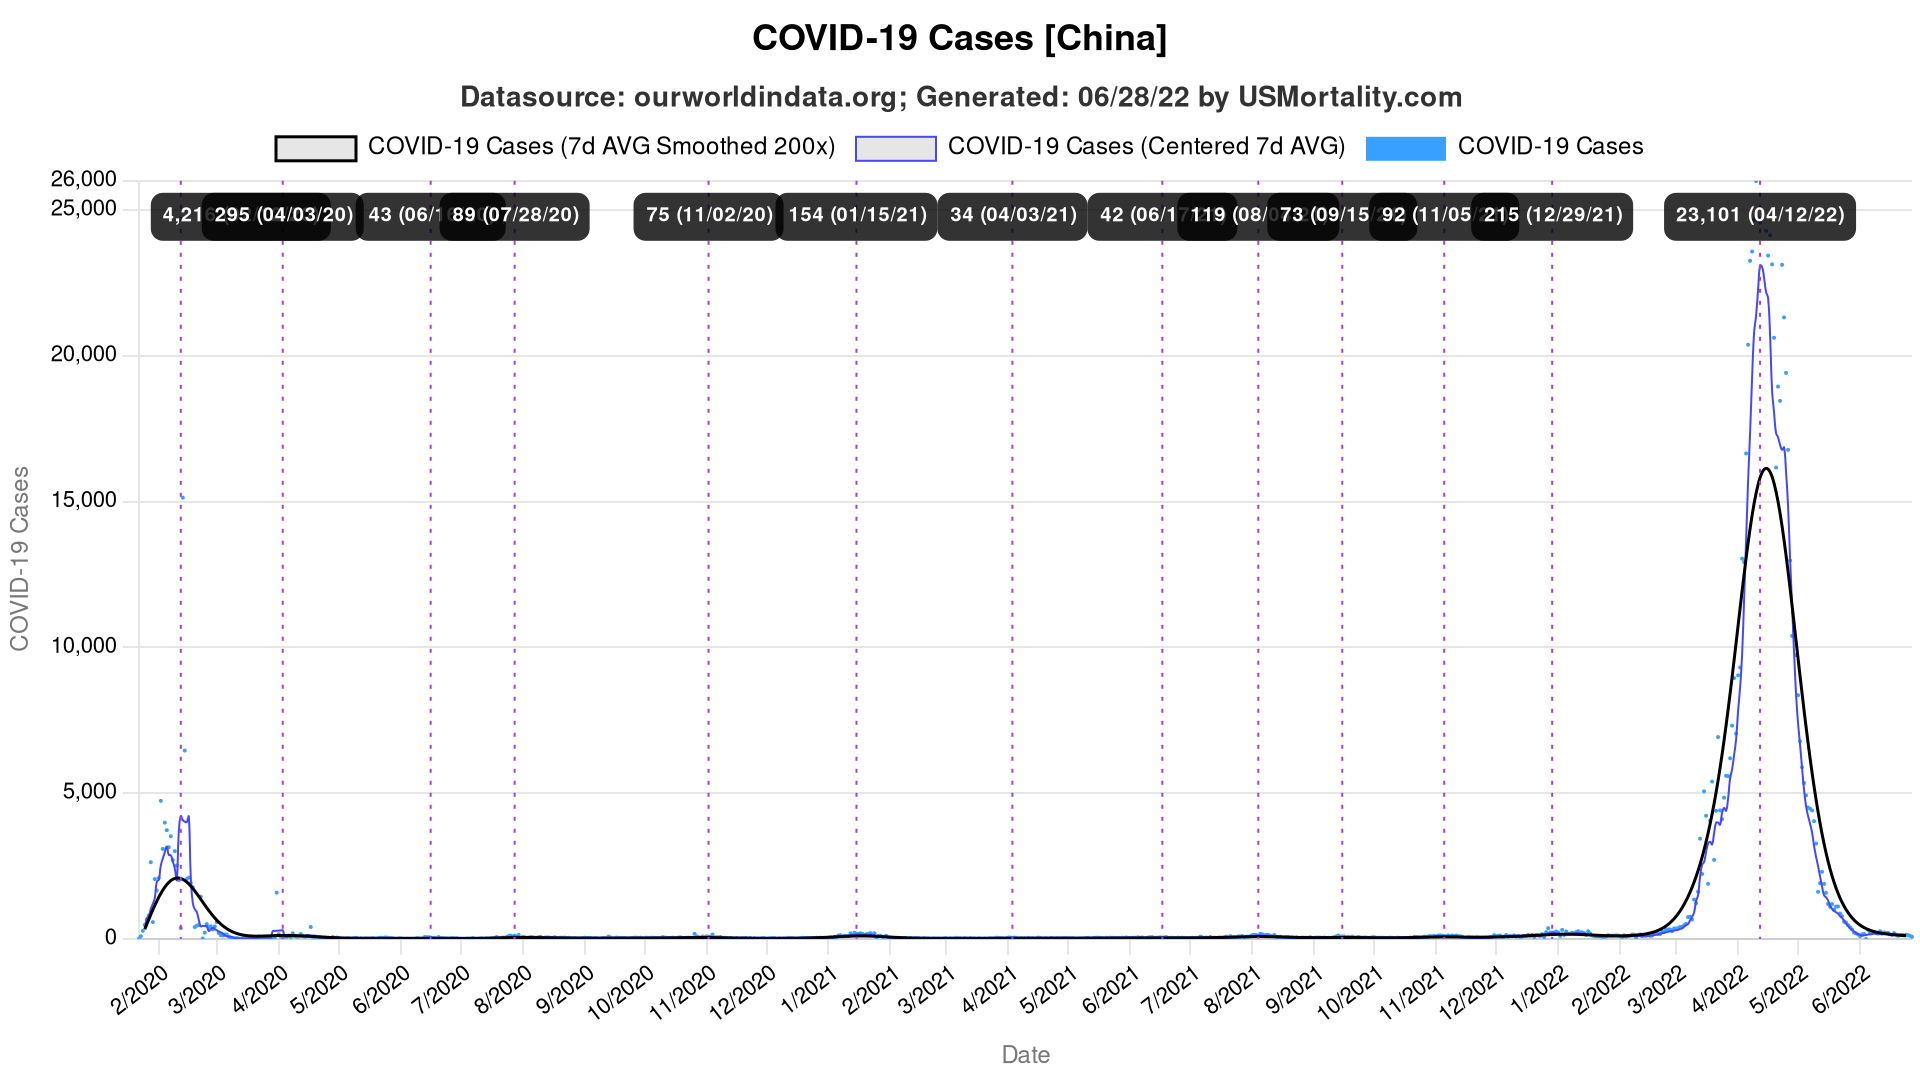 COVID-19 Cases [China]
Datasource: ourworldindata.org; Generated: 06/28/22 by USMortality.com
COVID-19 Cases (7d AVG Smoothed 200x) COVID-19 Cases (Centered 7d AVG) COVID-19 Cases
26,000
25,000
20,000
15,000
10,000
5,000
0
4,216 295 (04/03/20) 43 (06/1 89 (07/28/20) 75 (11/02/20) 154 (01/15/21) 34 (04/03/21) 42 (06/17 119 (08/0 73 (09/15/ 92 (11/05/ 215 (12/29/21) 23,101 (04/12/22)
COVID-19 Cases
2/2020 3/2020 4/2020 5/2020 6/2020 7/2020 8/2020 9/2020 10/2020 11/2020 12/2020 1/2021 2/2021 3/2021 4/2021 5/2021 6/2021 7/2021 8/2021 9/2021 10/2021 11/2021 12/2021 1/2022 2/2022 3/2022 4/2022 5/2022 6/2022
Date